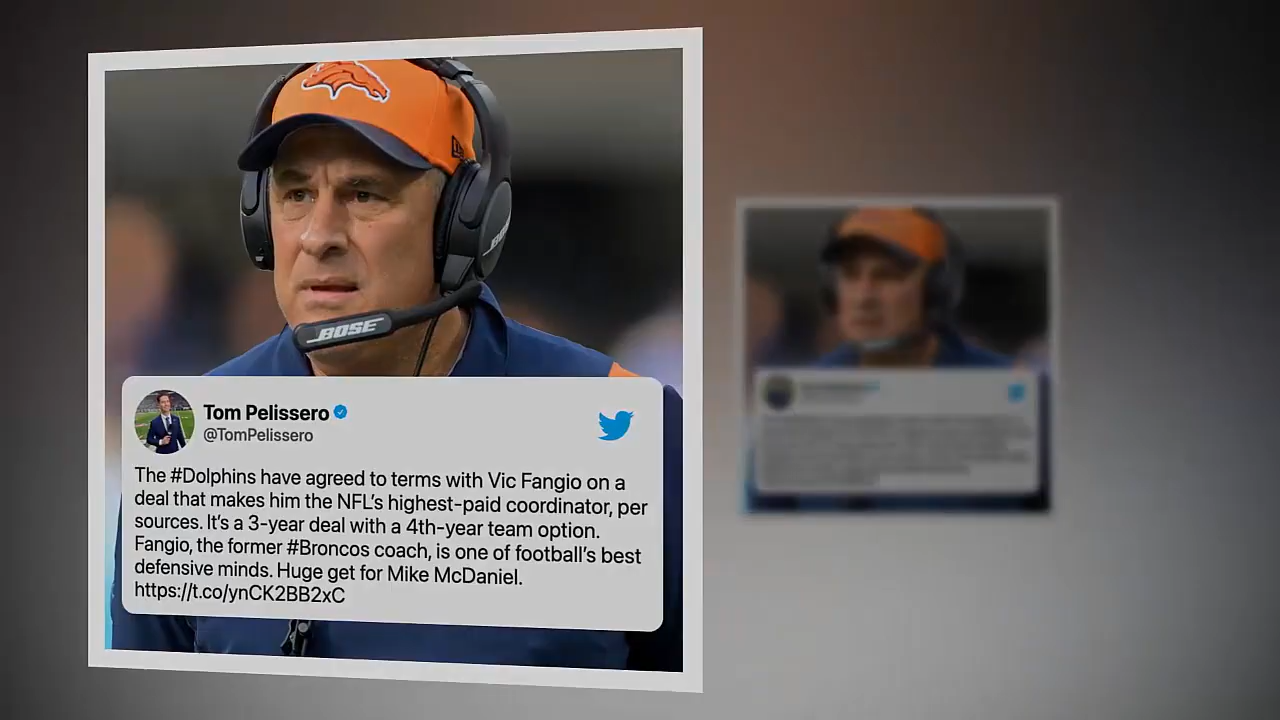 BOSE
BOSE
Tom Pelissero
@TomPelissero
The #Dolphins have agreed to terms with Vic Fangio on a
deal that makes him the NFL's highest-paid coordinator, per
sources. It's a 3-year deal with a 4th-year team option.
Fangio, the former #Broncos coach, is one of football's best
defensive minds. Huge get for Mike McDaniel.
https://t.co/ynCK2BB2xC